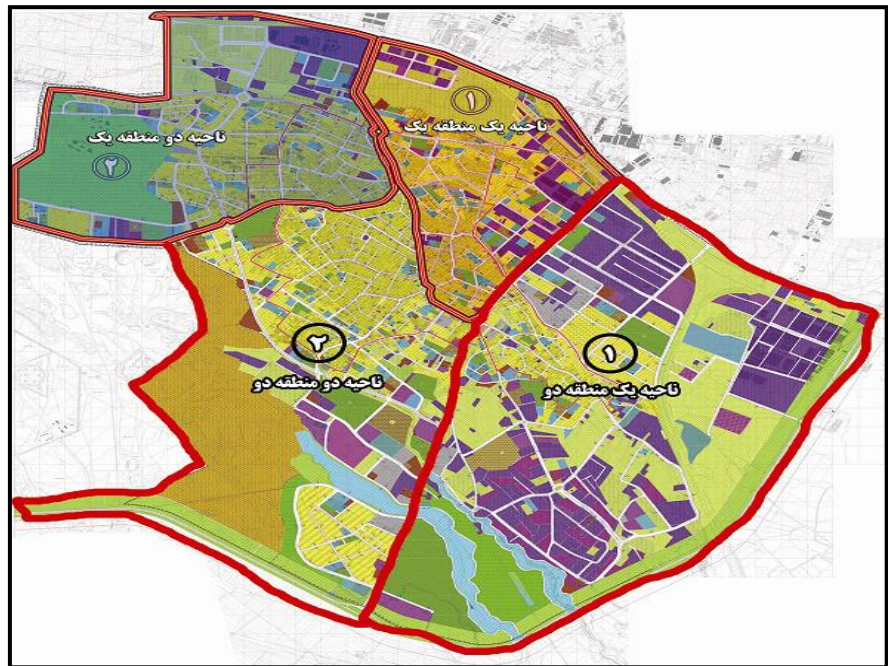 ۱
ناحیه یک منطقه یک
ناحیه دو منطقه یک
۲
۲
ناحیه دو منطقه دو
۱
ناحیه یک منطقه دو